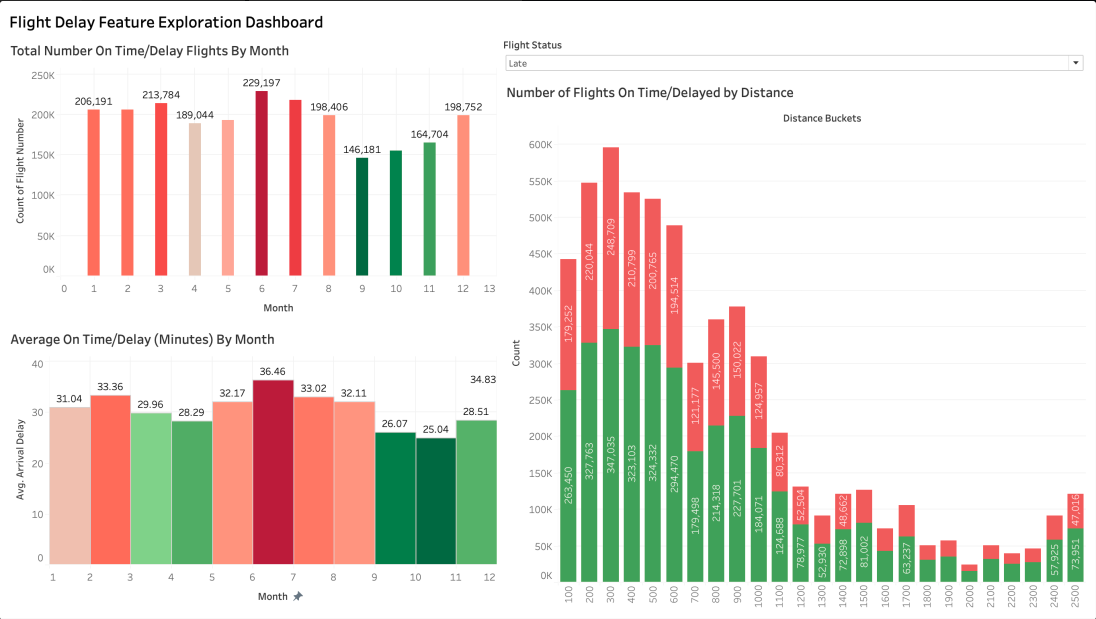 Flight Delay Feature Exploration Dashboard
Total Number On Time/Delay Flights By Month
250K
200K
150K
100K
50K
0K
Count of Flight Number
206,191
213,784
189,044
229,197
198,406
146,181
164,704
198,752
0 1 2 3 4 5 6 7 8 9 10 11 12 13
Month
Average On Time/Delay (Minutes) By Month
40
30
20
10
0
Avg. Arrival Delay
31.04
33.36
29.96
28.29
32.17
36.46
33.02
32.11
26.07
25.04
28.51
34.83
1 2 3 4 5 6 7 8 9 10 11 12
Month
Flight Status
Late
Number of Flights On Time/Delayed by Distance
Distance Buckets
600K
550K
500K
450K
400K
350K
300K
250K
200K
150K
100K
50K
0K
Count
179,252
263,450
220,044
327,763
248,709
347,035
210,799
323,103
200,765
324,332
194,514
294,470
121,177
179,498
145,500
214,318
150,022
227,701
124,957
184,071
80,312
124,688
52,504
78,977
52,930
48,662
72,898
81,002
63,237
57,925
47,016
73,951
100 200 300 400 500 600 700 800 900 1000 1100 1200 1300 1400 1500 1600 1700 1800 1900 2000 2100 2200 2300 2400 2500